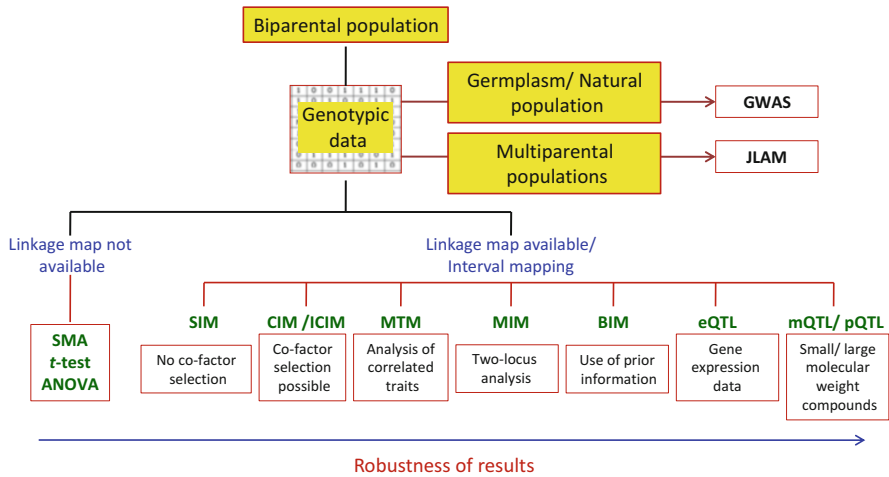 Biparental population
Germplasm/ Natural
population
GWAS
Genotypic
data
Multiparental
populations
JLAM
Linkage map not
available
Linkage map available/
Interval mapping
SMA
t-test
ANOVA
SIM
No co-factor
selection
CIM /ICIM
Co-factor
selection
possible
MTM
Analysis of
correlated
traits
MIM
Two-locus
analysis
BIM
Use of prior
information
eQTL
Gene
expression
data
mQTL/ pQTL
Small/ large
molecular
weight
compounds
Robustness of results